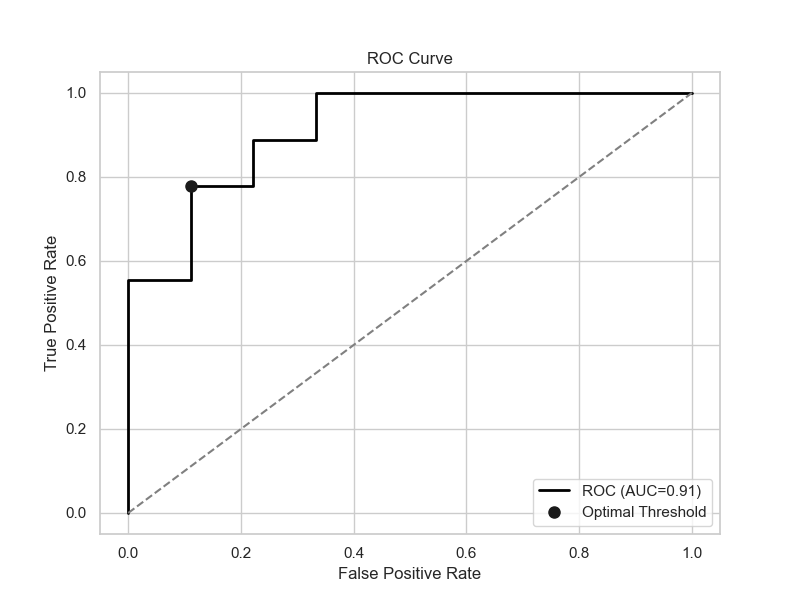 ROC Curve
1.0
0.8
0.6
0.4
0.2
0.0
True Positive Rate
0.0 0.2 0.4 0.6 0.8 1.0
False Positive Rate
ROC (AUC=0.91)
Optimal Threshold